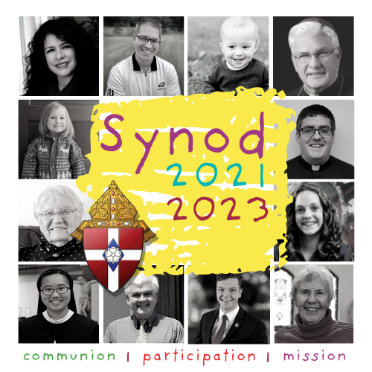 Synod
2021
2023
communion | participation | mission